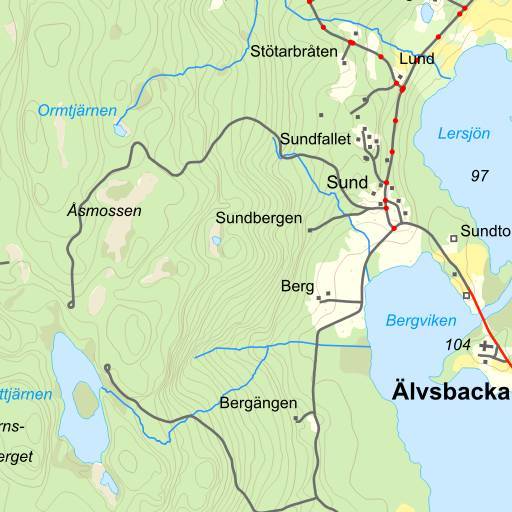 Stötarbråten
Lund
Ormtjärnen
Sundfallet
Lersjön
97
Sund
Åsmossen
Sundbergen
Sundto
Berg
Bergviken
104
ttjärnen
Älvsbacka
Bergängen
rns-
erget